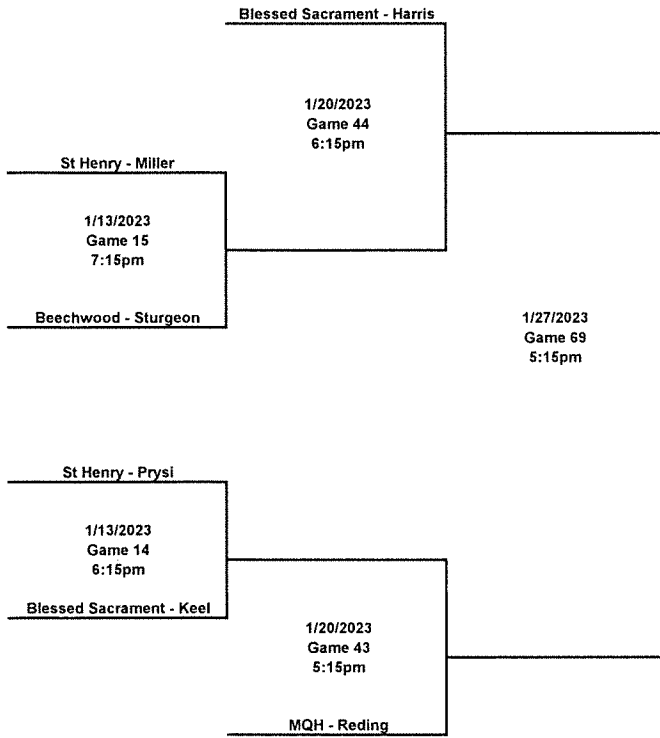 Blessed Sacrament - Harris
1/20/2023
Game 44
6:15pm
St Henry - Miller
1/13/2023
Game 15
7:15pm
Beechwood - Sturgeon
1/27/2023
Game 69
5:15pm
St Henry - Prysi
1/13/2023
Game 14
6:15pm
Blessed Sacrament - Keel
1/20/2023
Game 43
5:15pm
MQH - Reding